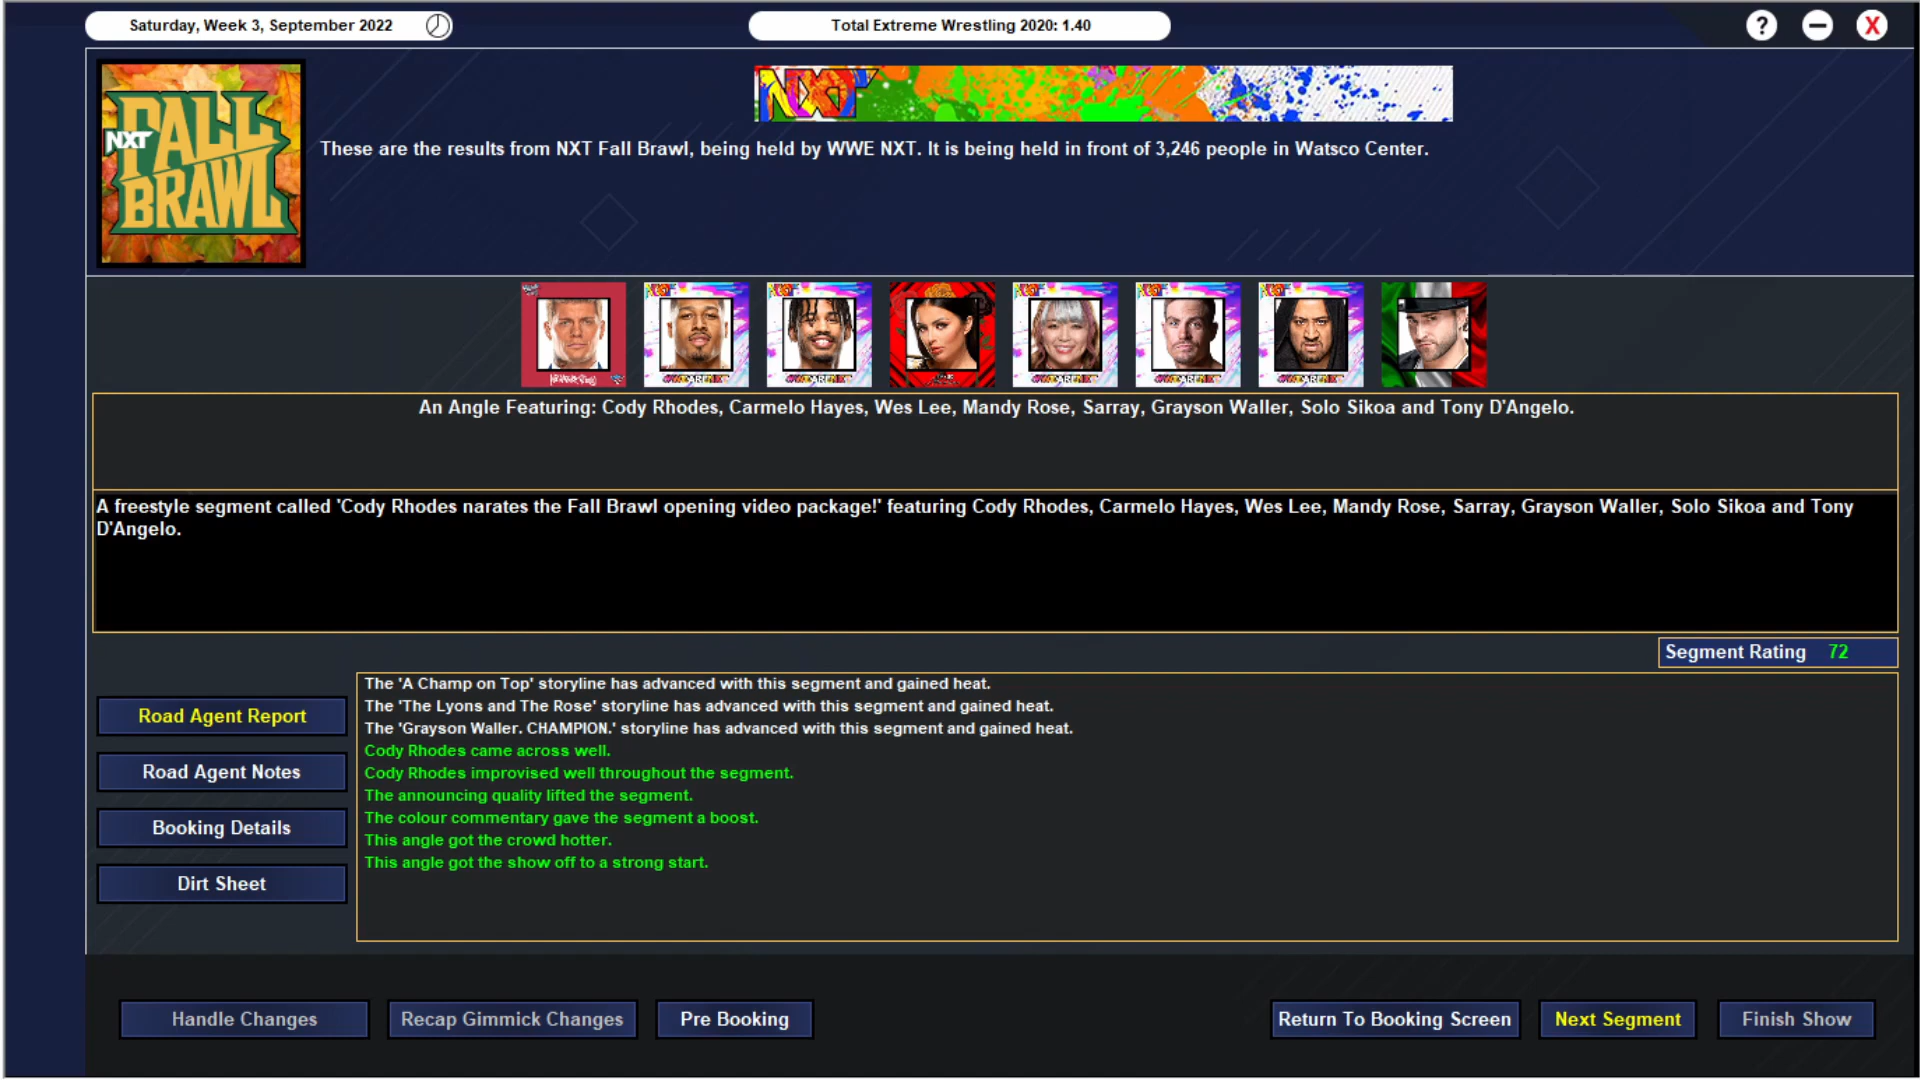 Saturday, Week 3, September 2022
Total Extreme Wrestling 2020: 1.40
?
X
NXT
FALL
BRAWL
NXT
These are the results from NXT Fall Brawl, being held by WWE NXT. It is being held in front of 3,246 people in Watsco Center.
An Angle Featuring: Cody Rhodes, Carmelo Hayes, Wes Lee, Mandy Rose, Sarray, Grayson Waller, Solo Sikoa and Tony D'Angelo.
A freestyle segment called 'Cody Rhodes narates the Fall Brawl opening video package!' featuring Cody Rhodes, Carmelo Hayes, Wes Lee, Mandy Rose, Sarray, Grayson Waller, Solo Sikoa and Tony
D'Angelo.
Segment Rating 72
Road Agent Report
Road Agent Notes
Booking Details
Dirt Sheet
The 'A Champ on Top' storyline has advanced with this segment and gained heat.
The 'The Lyons and The Rose' storyline has advanced with this segment and gained heat.
The 'Grayson Waller. CHAMPION.' storyline has advanced with this segment and gained heat.
Cody Rhodes came across well.
Cody Rhodes improvised well throughout the segment.
The announcing quality lifted the segment.
The colour commentary gave the segment a boost.
This angle got the crowd hotter.
This angle got the show off to a strong start.
Handle Changes
Recap Gimmick Changes
Pre Booking
Return To Booking Screen
Next Segment
Finish Show